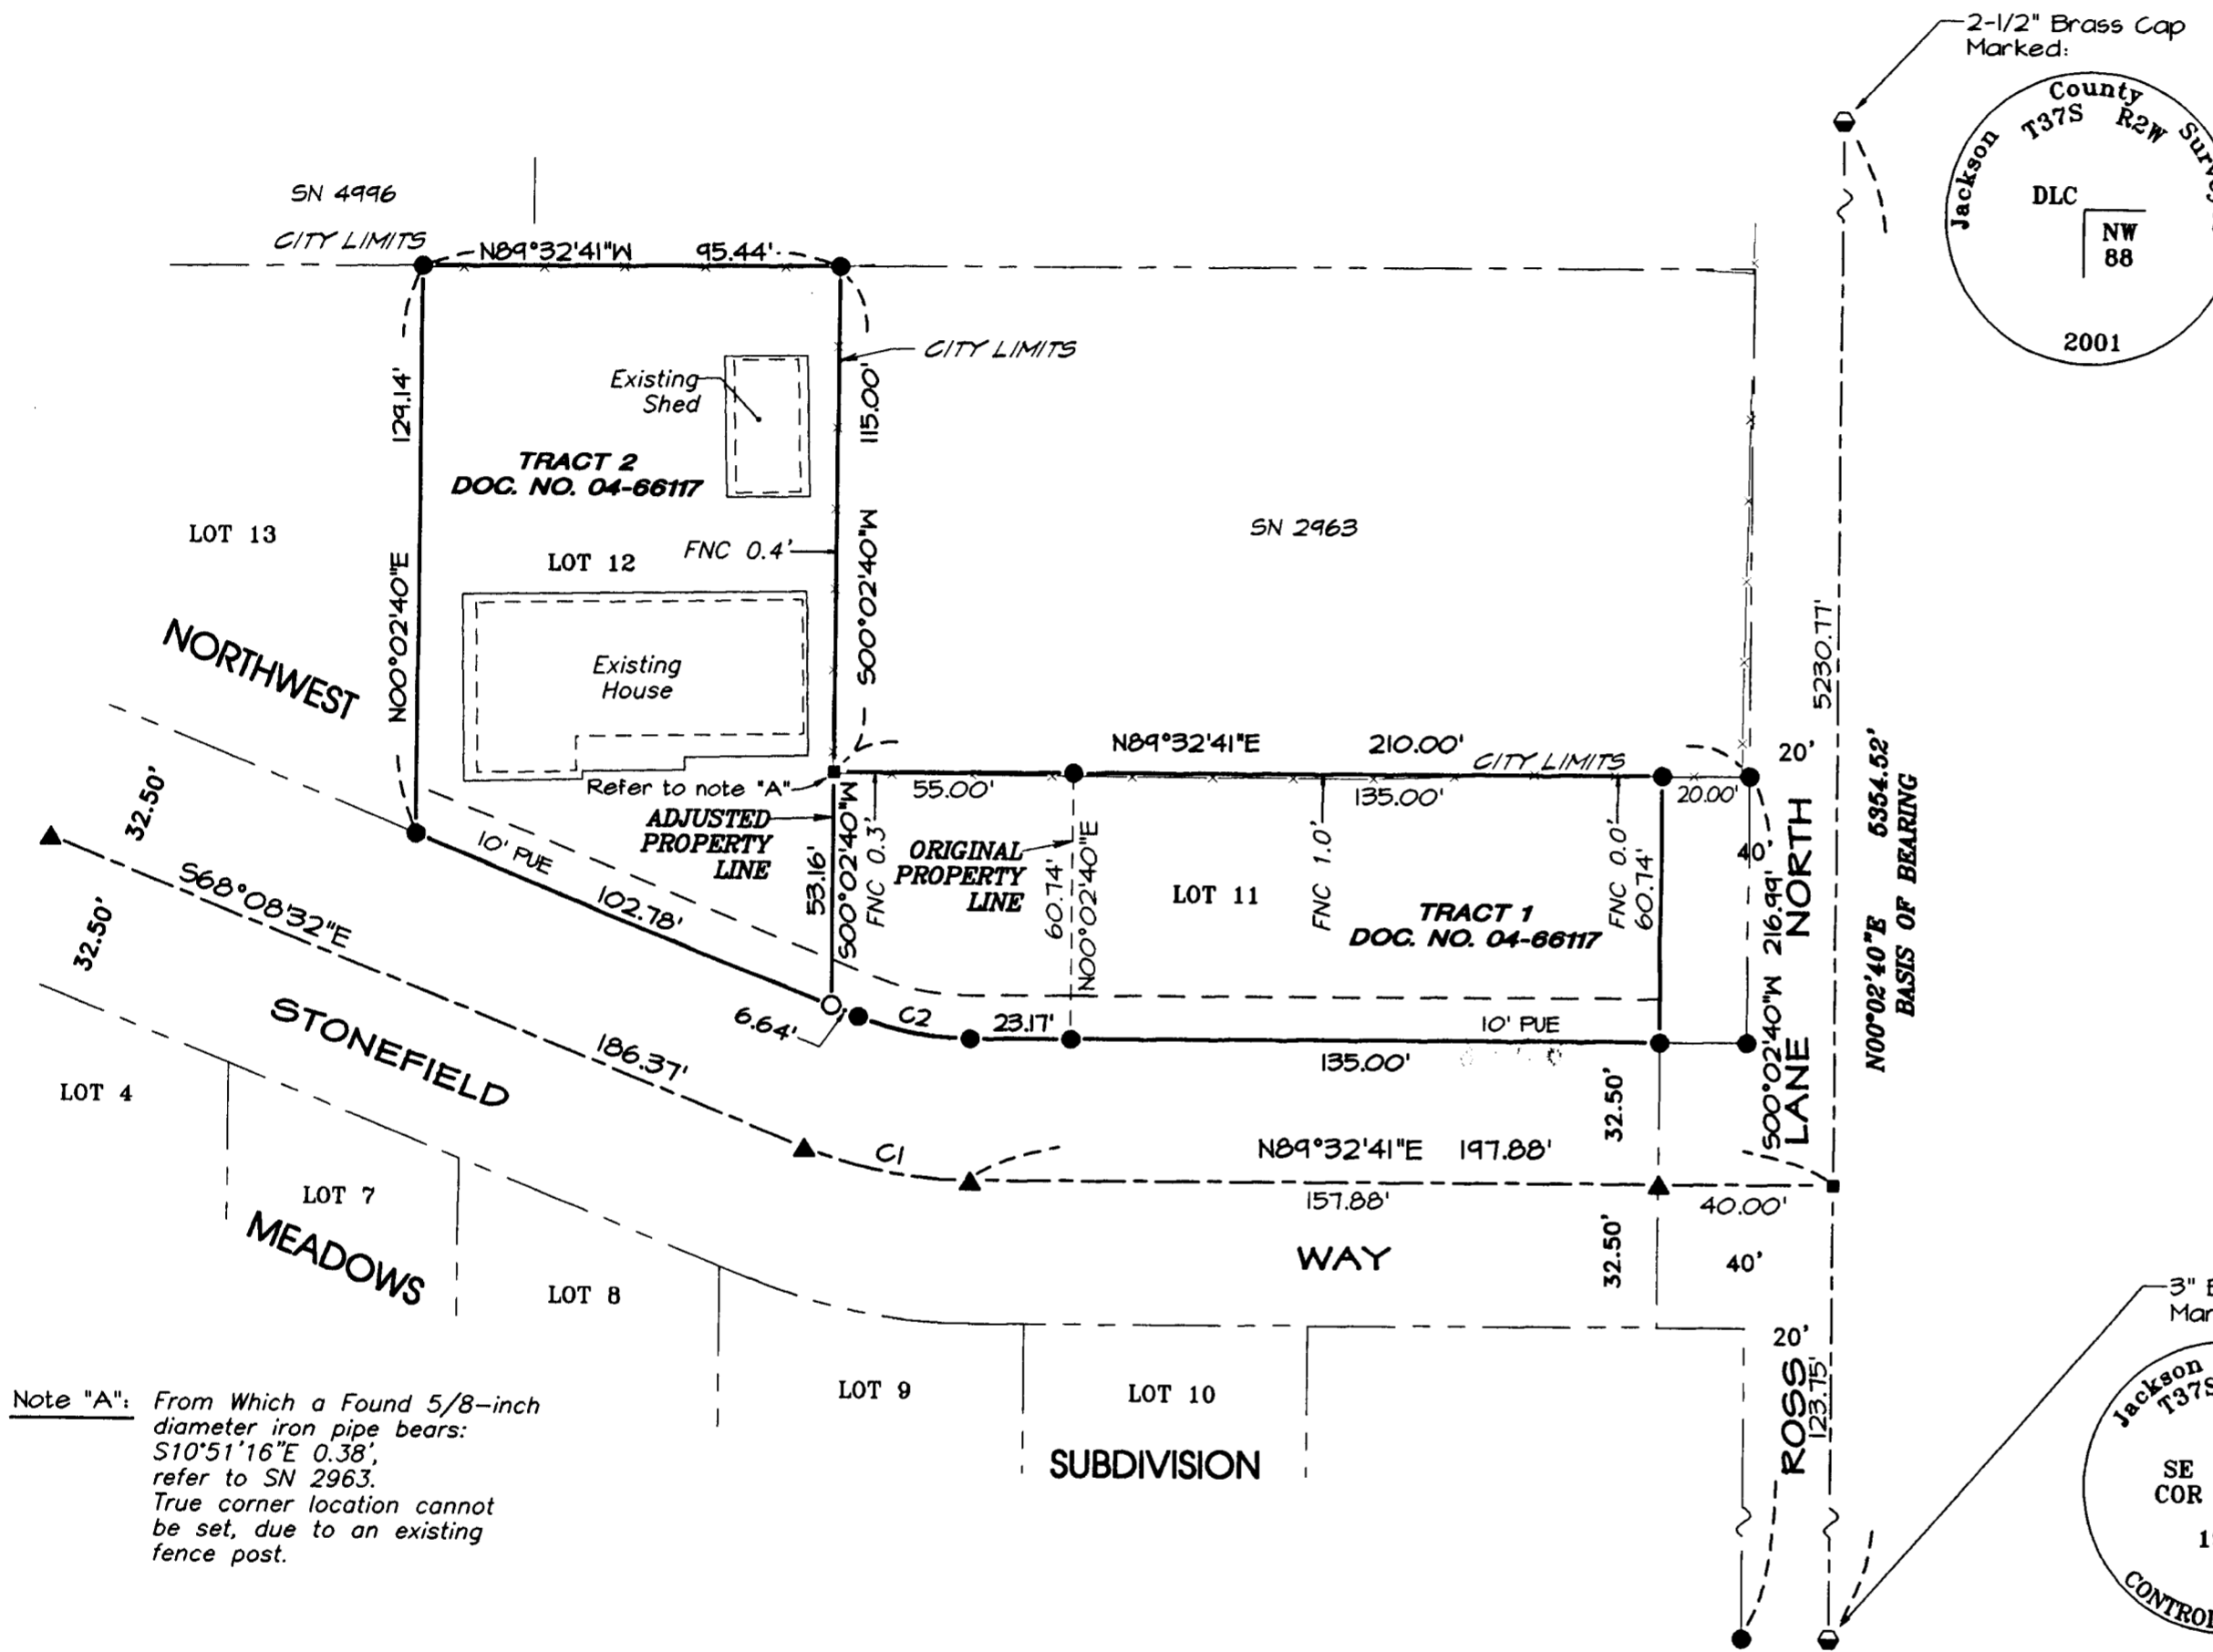 2-1/2" Brass Cap
Marked:
Jackson County Surveyor
T37S R2W
DLC
NW
88
2001
SN 4996
CITY LIMITS
N89°32'41"W 95.44'
CITY LIMITS
Existing
Shed
129.14'
115.00'
TRACT 2
DOC. NO. 04-66117
LOT 13
FNC 0.4'
LOT 12
N00°02'40"E
S00°02'40"W
SN 2963
NORTHWEST
Existing
House
5230.77'
N89°32'41"E 210.00'
CITY LIMITS
20'
Refer to note "A"
55.00'
135.00'
20.00'
32.50'
ADJUSTED
PROPERTY
LINE
53.16'
S00°02'40"W
FNC 0.3'
ORIGINAL
PROPERTY
LINE
60.74'
N00°02'40"E
FNC 1.0'
FNC 0.0'
60.74'
40'
N00°02'40"E 5354.52'
BASIS OF BEARING
10' PUE
102.78'
LOT 11
TRACT 1
DOC. NO. 04-66117
S00°02'40"W 216.99'
ROSS LANE NORTH
S68°08'32"E
32.50'
STONEFIELD
186.37'
6.64'
C2
23.17'
10' PUE
135.00'
32.50'
LOT 4
C1
N89°32'41"E 197.88'
157.88'
40.00'
LOT 7
MEADOWS
WAY
32.50'
40'
LOT 8
3"
20'
123.75'
LOT 9
LOT 10
SUBDIVISION
Jackson
T37S
SE
COR
Note "A": From Which a Found 5/8-inch
diameter iron pipe bears:
S10°51'16"E 0.38',
refer to SN 2963.
True corner location cannot
be set, due to an existing
fence post.